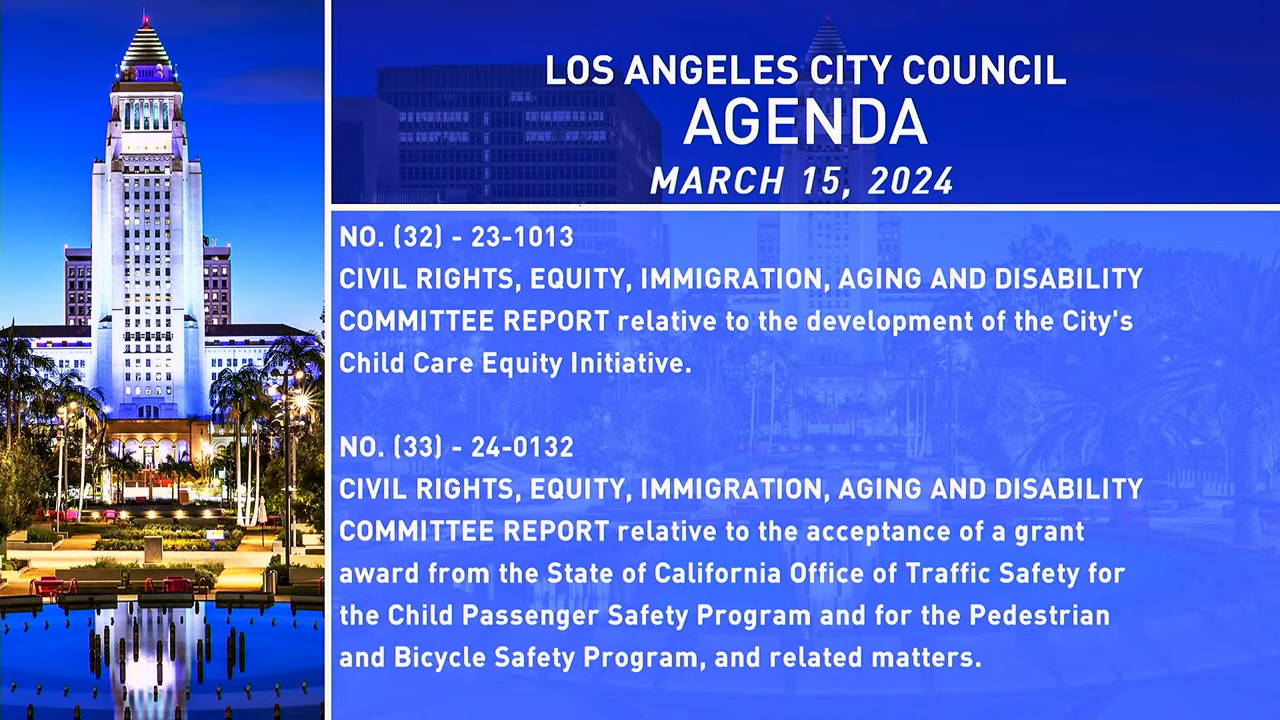 LOS ANGELES CITY COUNCIL
AGENDA
MARCH 15, 2024
NO. (32) - 23-1013
CIVIL RIGHTS, EQUITY, IMMIGRATION, AGING AND DISABILITY
COMMITTEE REPORT relative to the development of the City's
Child Care Equity Initiative.
NO. (33) - 24-0132
CIVIL RIGHTS, EQUITY, IMMIGRATION, AGING AND DISABILITY
COMMITTEE REPORT relative to the acceptance of a grant
award from the State of California Office of Traffic Safety for
the Child Passenger Safety Program and for the Pedestrian
and Bicycle Safety Program, and related matters.